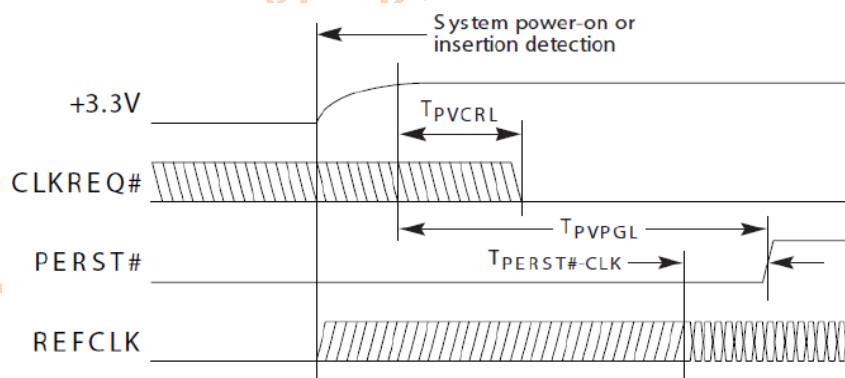 System power-on or
insertion detection
+3.3V
TPVCRL
CLKREQ#
TPVPGL
PERST#
TPERST#-CLK
REFCLK